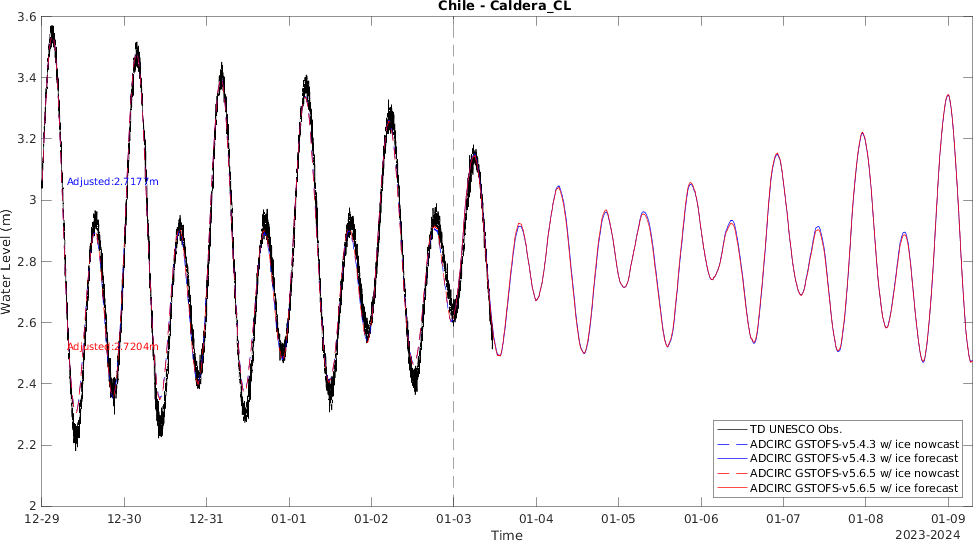 Chile - Caldera_CL
3.6
3.4
3.2
3
2.8
2.6
2.4
2.2
2
Water Level (m)
Adjusted:2.7177m
Adjusted:2.7204m
TD UNESCO Obs.
ADCIRC GSTOFS-v5.4.3 w/ ice nowcast
ADCIRC GSTOFS-v5.4.3 w/ ice forecast
ADCIRC GSTOFS-v5.6.5 w/ ice nowcast
ADCIRC GSTOFS-v5.6.5 w/ ice forecast
12-29 12-30 12-31 01-01 01-02 01-03 01-04 01-05 01-06 01-07 01-08 01-09
Time
2023-2024